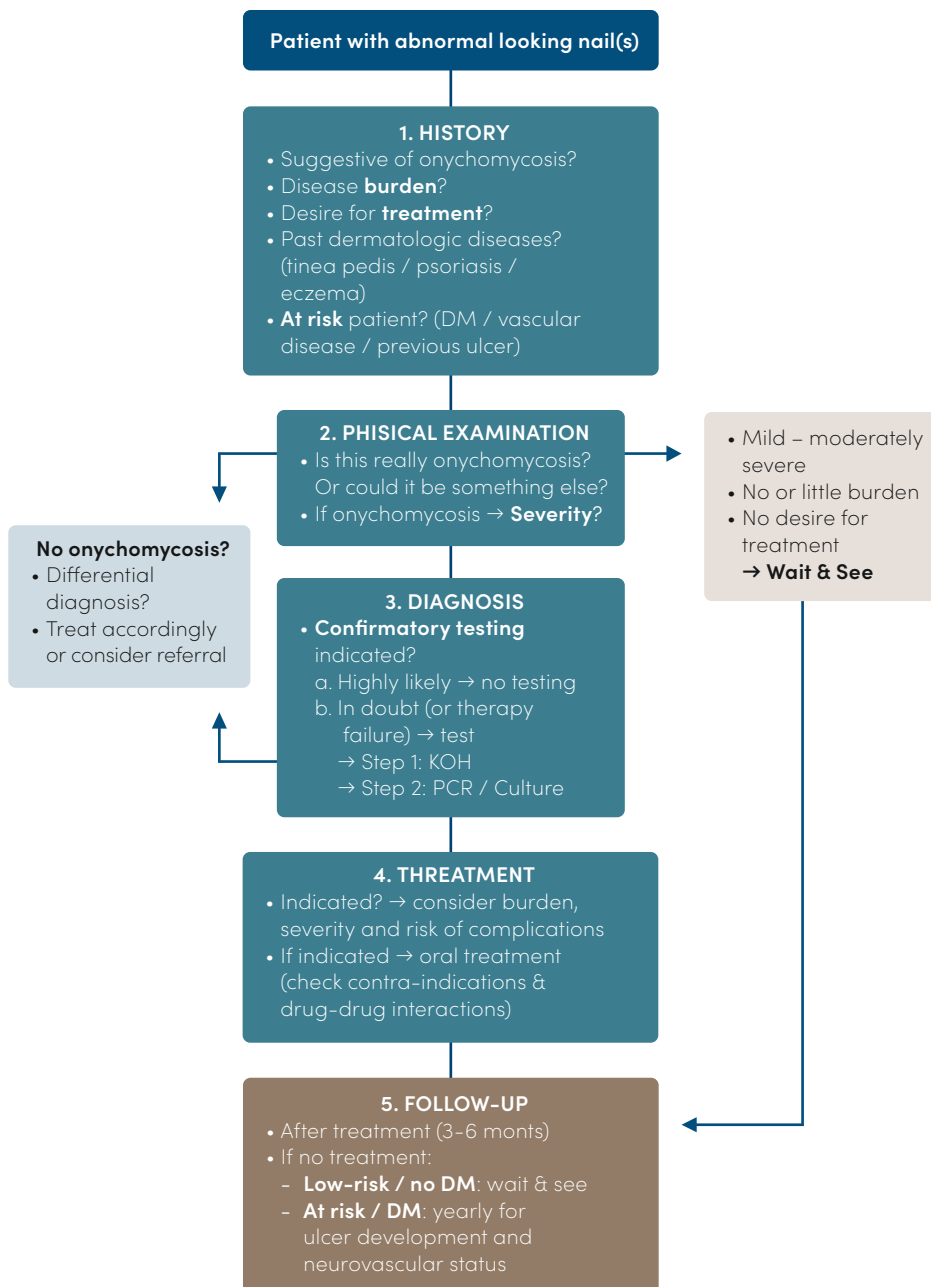 Patient with abnormal looking nail(s)
1. HISTORY
• Suggestive of onychomycosis?
• Disease burden?
• Desire for treatment?
• Past dermatologic diseases?
(tinea pedis / psoriasis /
eczema)
• At risk patient? (DM / vascular
disease / previous ulcer)
2. PHISICAL EXAMINATION
• Is this really onychomycosis?
Or could it be something else?
• If onychomycosis → Severity?
• Mild – moderately
severe
• No or little burden
• No desire for
treatment
→ Wait & See
No onychomycosis?
• Differential
diagnosis?
• Treat accordingly
or consider referral
3. DIAGNOSIS
• Confirmatory testing
indicated?
a. Highly likely → no testing
b. In doubt (or therapy
failure) → test
→ Step 1: KOH
→ Step 2: PCR / Culture
4. THREATMENT
• Indicated? → consider burden,
severity and risk of complications
• If indicated → oral treatment
(check contra-indications &
drug-drug interactions)
5. FOLLOW-UP
• After treatment (3-6 monts)
• If no treatment:
- Low-risk / no DM: wait & see
- At risk / DM: yearly for
ulcer development and
neurovascular status